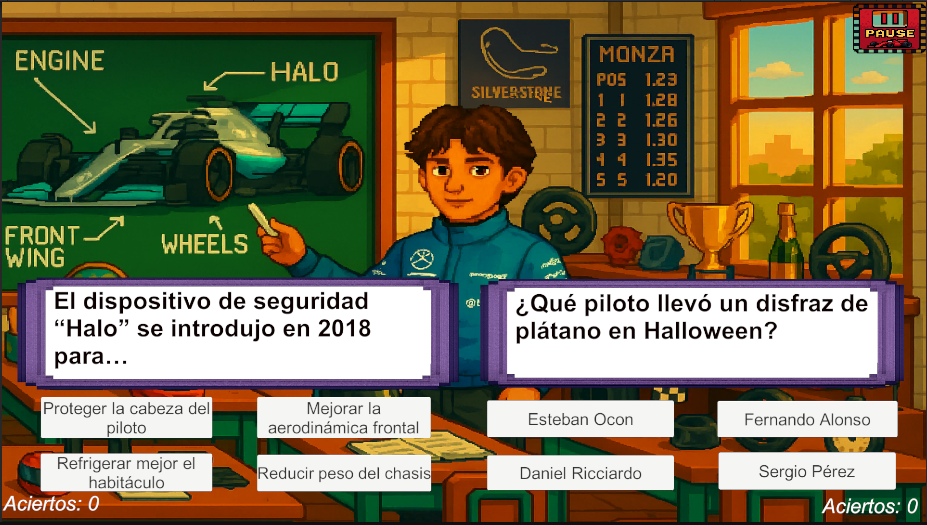 PAUSE
ENGINE
HALO
FRONT
WING
WHEELS
SILVERSTONE
MONZA
POS 1.23
1 1 1.28
2 2 1.26
3 3 1.30
4 4 1.35
5 5 1.20
El dispositivo de seguridad
“Halo” se introdujo en 2018
para...
¿Qué piloto llevó un disfraz de
plátano en Halloween?
Proteger la cabeza del
piloto
Mejorar la
aerodinámica frontal
Refrigerar mejor el
habitáculo
Reducir peso del chasis
Esteban Ocon
Fernando Alonso
Daniel Ricciardo
Sergio Pérez
Aciertos: 0
Aciertos: 0